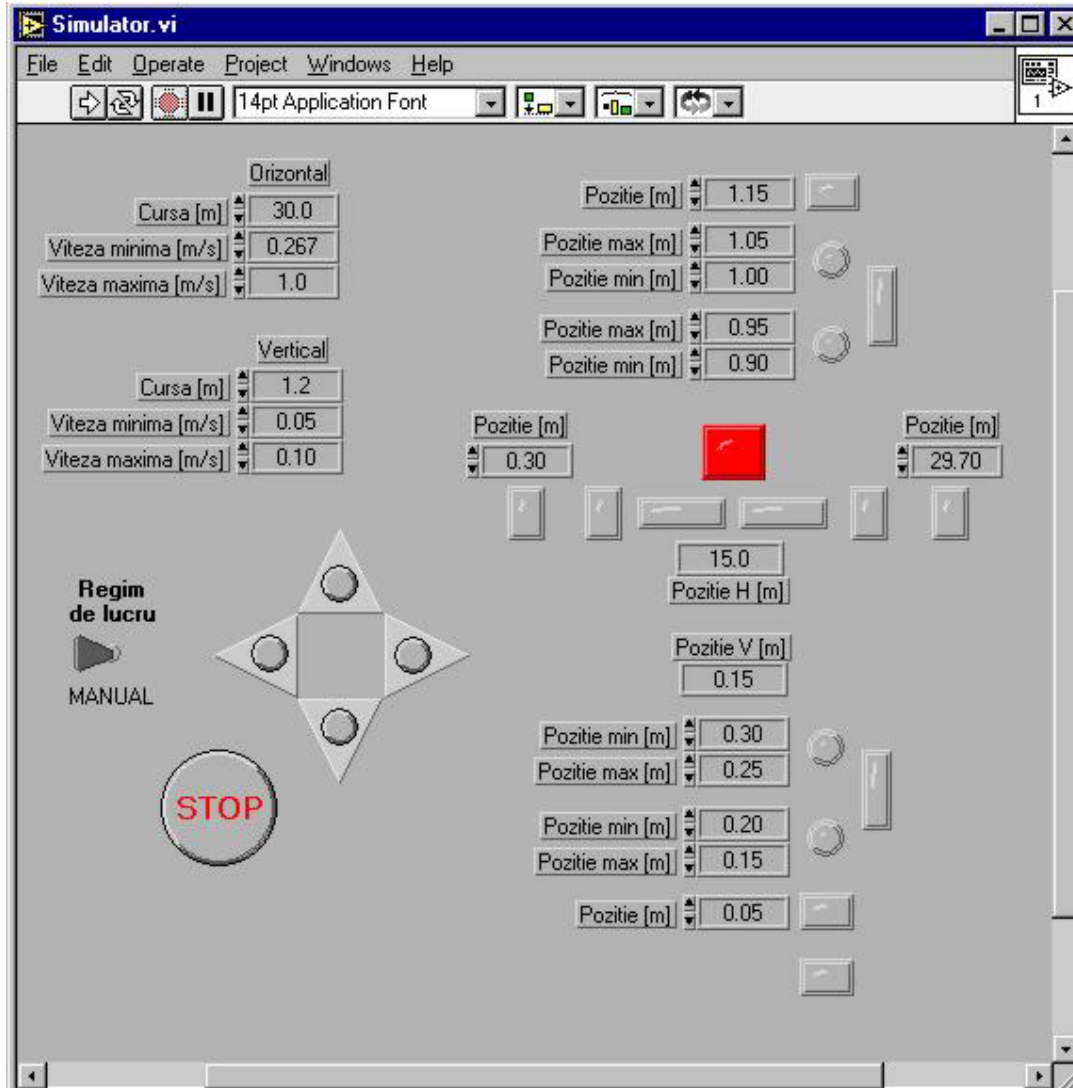 Simulator.vi
File Edit Operate Project Windows Help
14pt Application Font
1
Orizontal
Cursa [m] 30.0
Viteza minima [m/s] 0.267
Viteza maxima [m/s] 1.0
Vertical
Cursa [m] 1.2
Viteza minima [m/s] 0.05
Viteza maxima [m/s] 0.10
Pozitie [m] 1.15
Pozitie max [m] 1.05
Pozitie min [m] 1.00
Pozitie max [m] 0.95
Pozitie min [m] 0.90
Pozitie [m]
0.30
Pozitie [m]
29.70
15.0
Pozitie H [m]
Regim
de lucru
MANUAL
STOP
Pozitie V [m]
0.15
Pozitie min [m] 0.30
Pozitie max [m] 0.25
Pozitie min [m] 0.20
Pozitie max [m] 0.15
Pozitie [m] 0.05